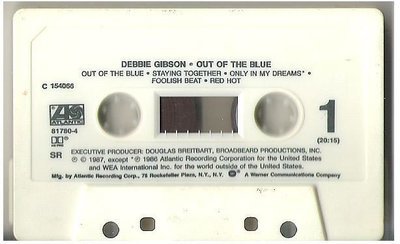 DEBBIE GIBSON • OUT OF THE BLUE
OUT OF THE BLUE • STAYING TOGETHER • ONLY IN MY DREAMS* •
FOOLISH BEAT • RED HOT
C 154066
ATLANTIC
81780-4
SR
1
(20:15)
EXECUTIVE PRODUCER: DOUGLAS BREITBART, BROADBEARD PRODUCTIONS, INC.
℗ © 1987, except *℗ 1986 Atlantic Recording Corporation for the United States
and WEA International Inc. for the world outside of the United States.
Mfg. by Atlantic Recording Corp., 75 Rockefeller Plaza, N.Y., N.Y. A Warner Communications Company